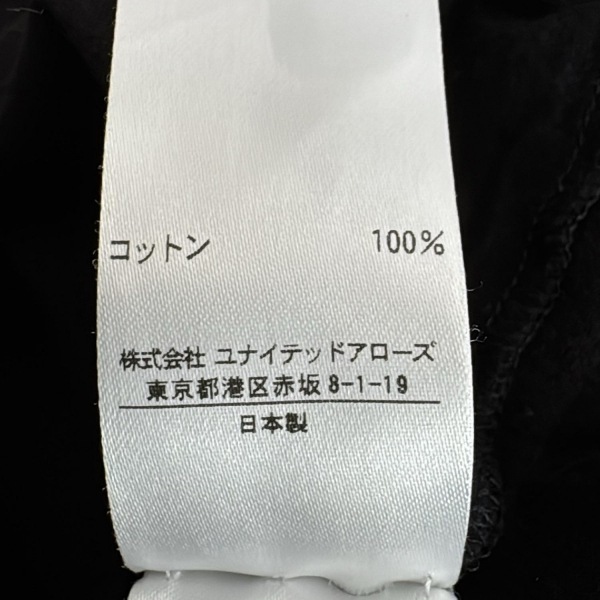 コットン 100%
株式会社 ユナイテッドアローズ
東京都港区赤坂 8-1-19
日本製